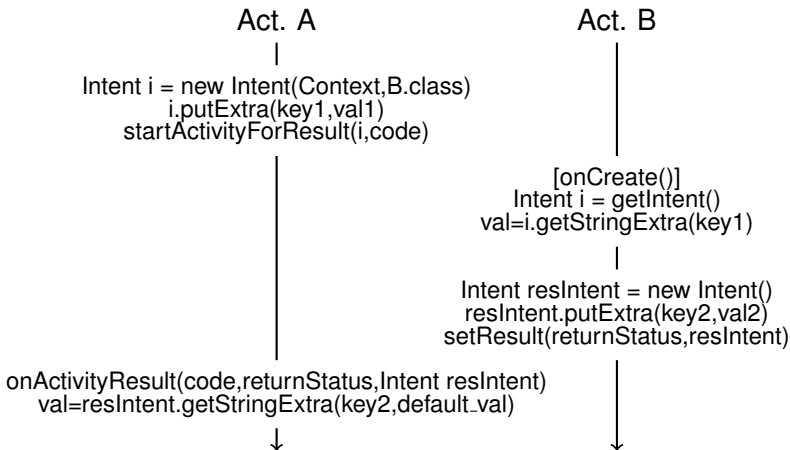 Act. A
Act. B
Intent i = new Intent(Context,B.class)
i.putExtra(key1,val1)
startActivityForResult(i,code)
[onCreate()]
Intent i = getIntent()
val=i.getStringExtra(key1)
Intent resIntent = new Intent()
resIntent.putExtra(key2,val2)
setResult(returnStatus,resIntent)
onActivityResult(code,returnStatus,Intent resIntent)
val=resIntent.getStringExtra(key2,default_val)